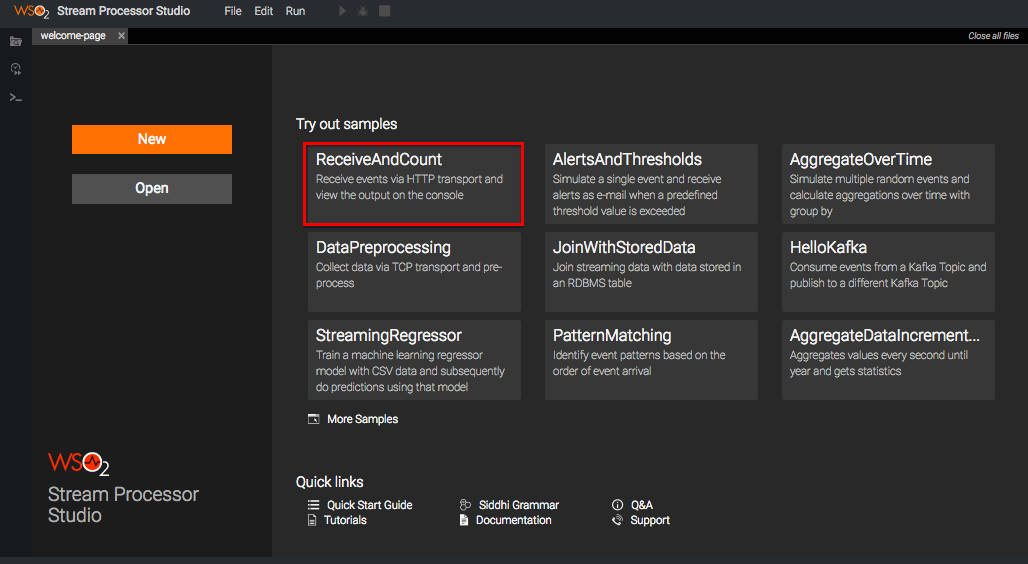 WSO2 Stream Processor Studio File Edit Run
welcome-page × Close all files
New
Open
Try out samples
ReceiveAndCount
Receive events via HTTP transport and
view the output on the console
AlertsAndThresholds
Simulate a single event and receive
alerts as e-mail when a predefined
threshold value is exceeded
AggregateOverTime
Simulate multiple random events and
calculate aggregations over time with
group by
DataPreprocessing
Collect data via TCP transport and pre-
process
JoinWithStoredData
Join streaming data with data stored in
an RDBMS table
HelloKafka
Consume events from a Kafka Topic and
publish to a different Kafka Topic
StreamingRegressor
Train a machine learning regressor
model with CSV data and subsequently
do predictions using that model
PatternMatching
Identify event patterns based on the
order of event arrival
AggregateDataIncrement...
Aggregates values every second until
year and gets statistics
More Samples
WSO2
Stream Processor
Studio
Quick links
Quick Start Guide
Siddhi Grammar
Q&A
Tutorials
Documentation
Support